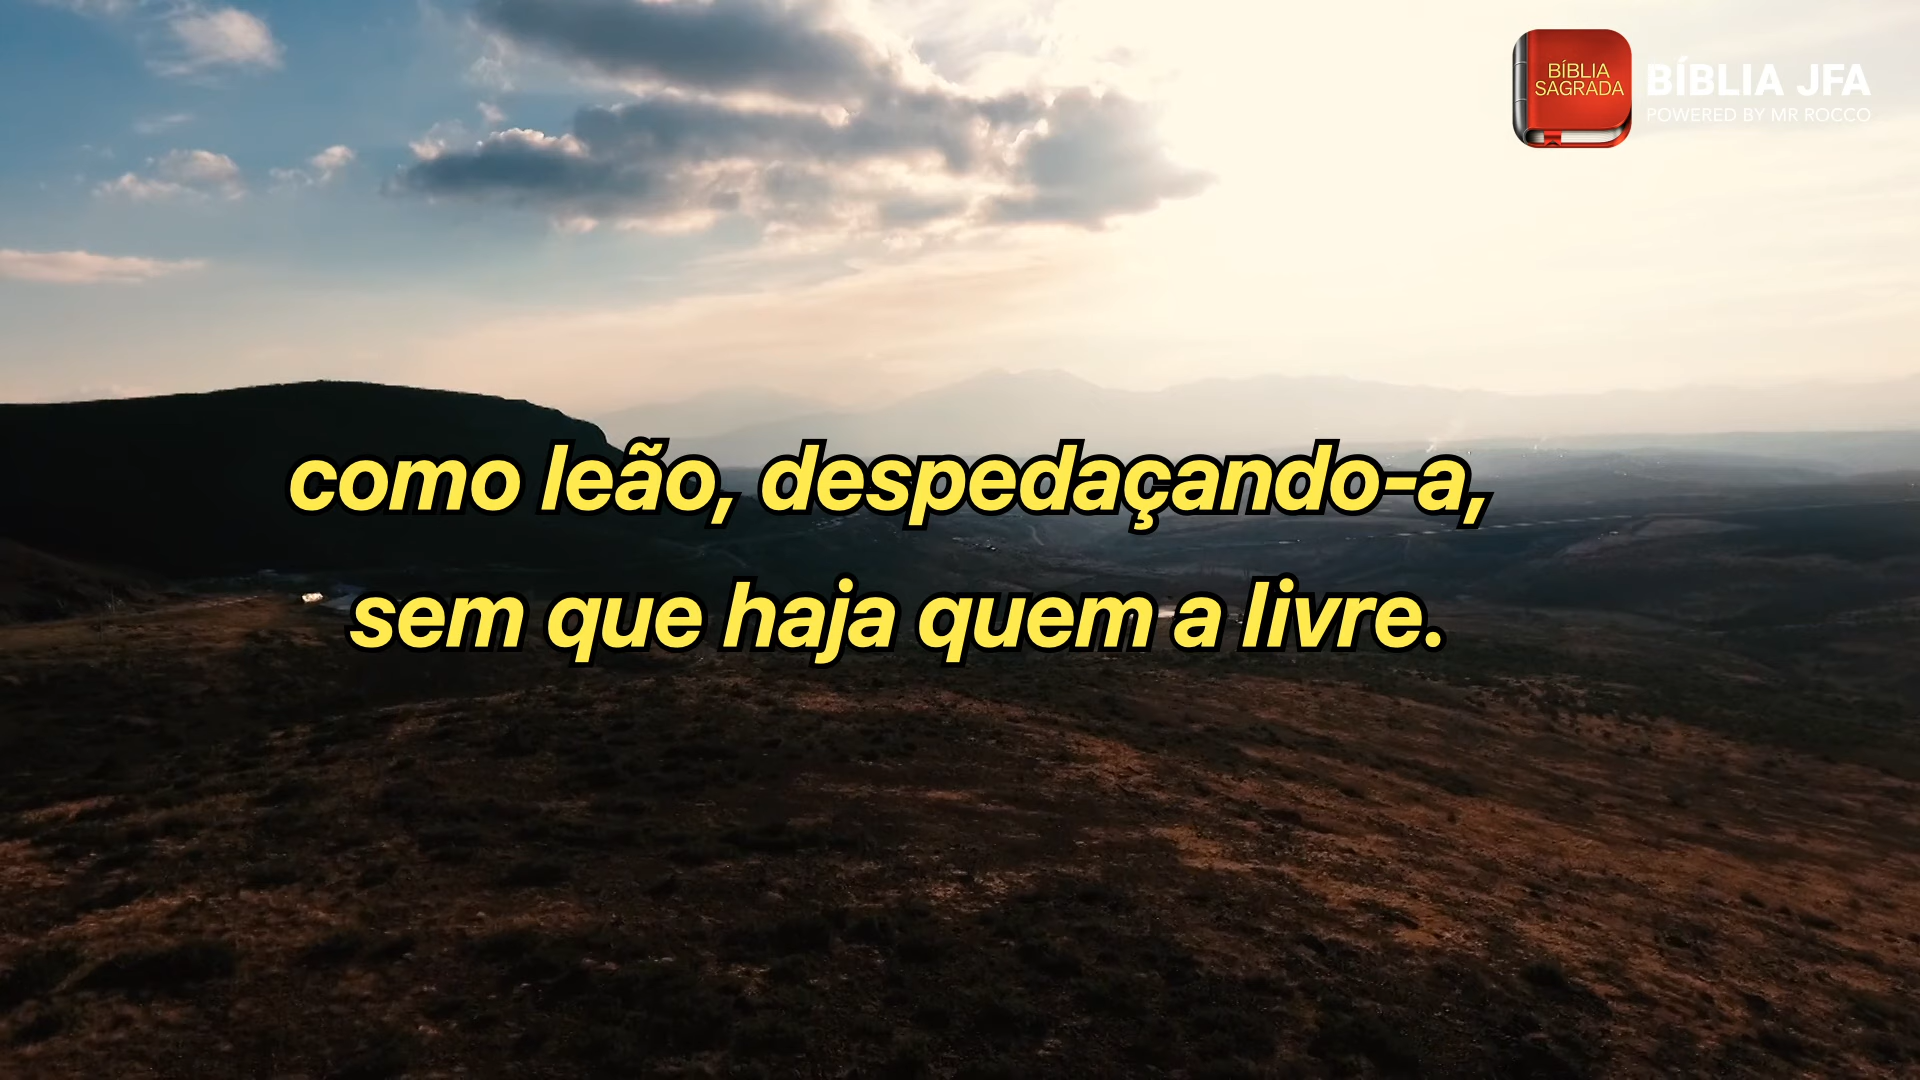 BÍBLIA
SAGRADA
BÍBLIA JFA
POWERED BY MR ROCCO
como leão, despedaçando-a,
sem que haja quem a livre.